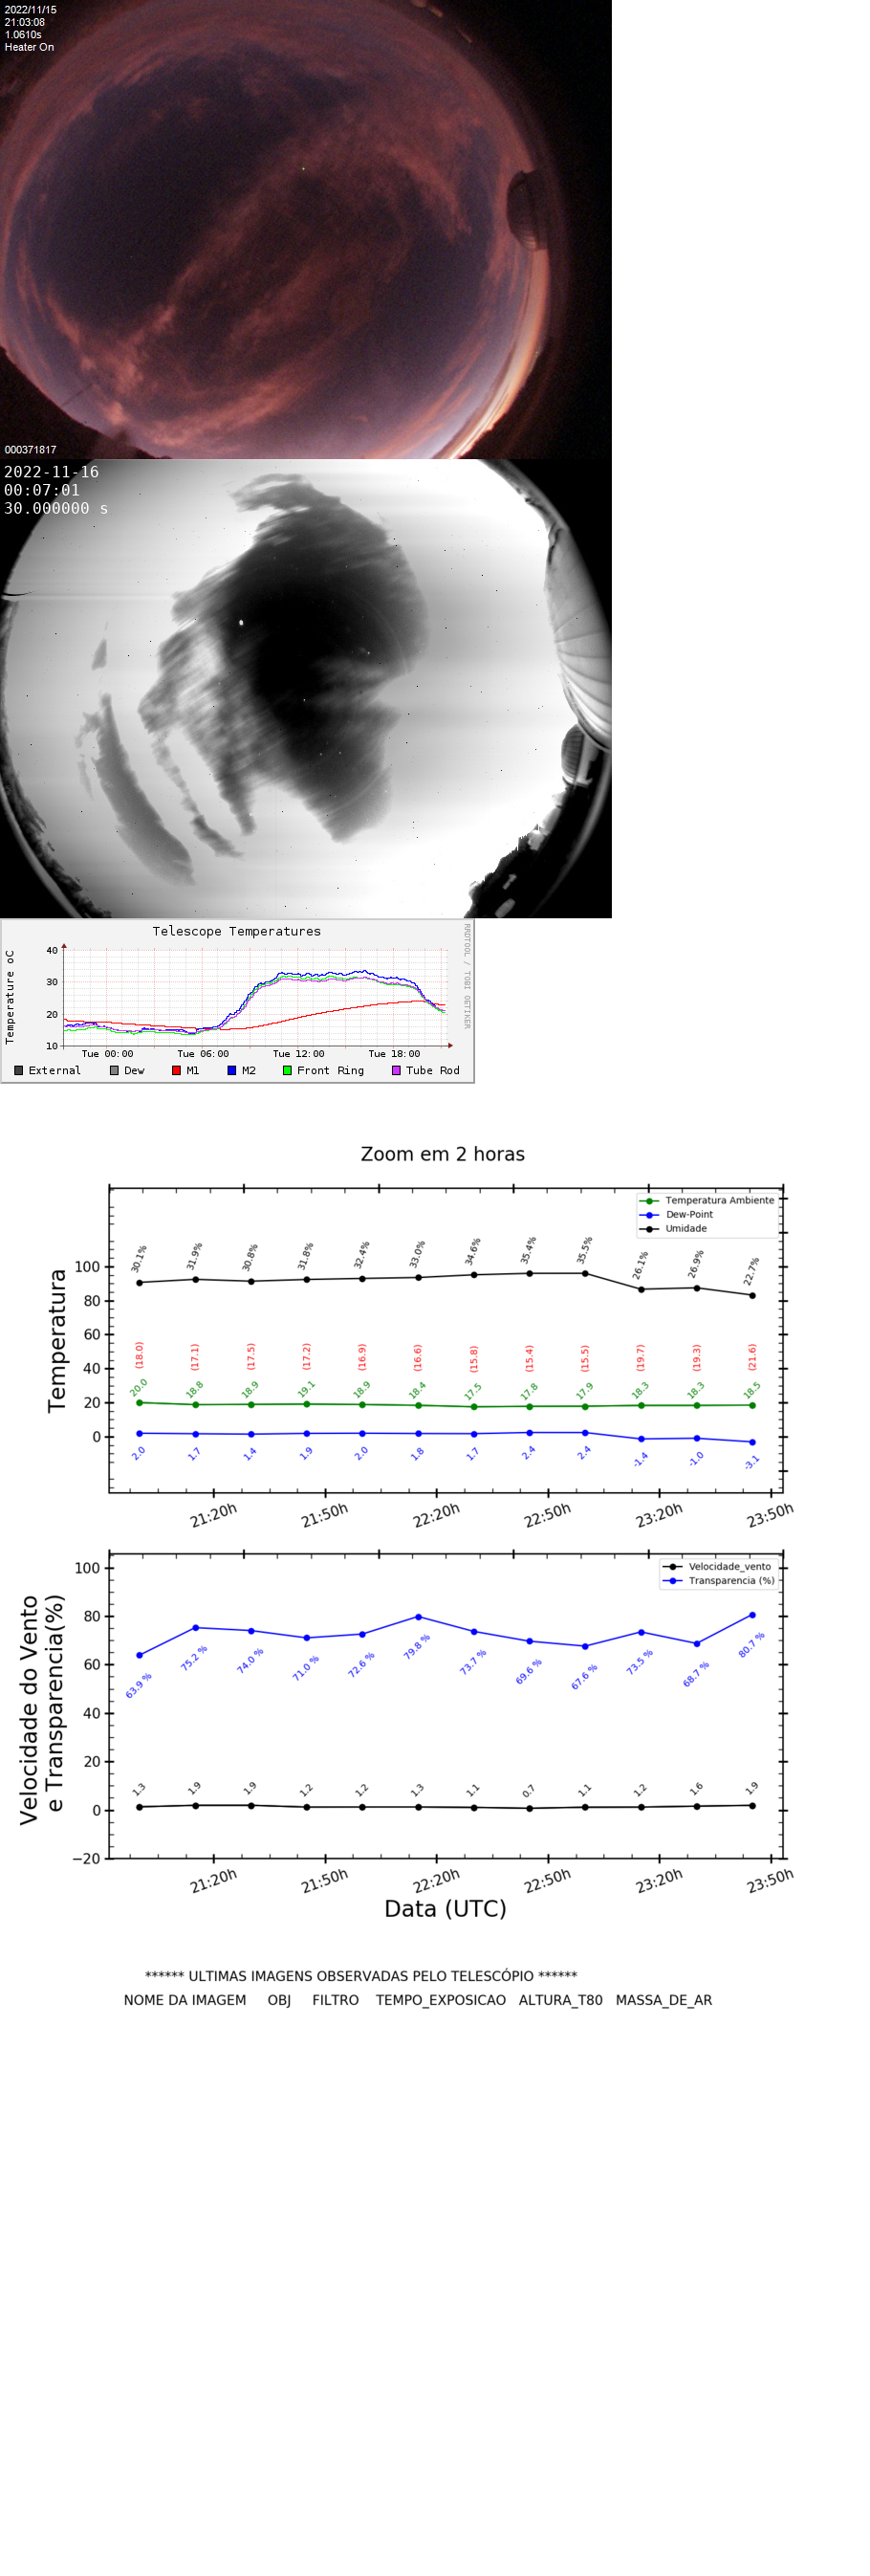 2022/11/15
21:03:08
1.0610s
Heater On
000371817
2022-11-16
00:07:01
30.000000 s
Telescope Temperatures
RRDTOOL / TOBI OETIKER
Temperature oC
40
30
20
10
Tue 00:00 Tue 06:00 Tue 12:00 Tue 18:00
External Dew M1 M2 Front Ring Tube Rod
Zoom em 2 horas
Temperatura Ambiente
Dew-Point
Umidade
Temperatura
100
80
60
40
20
0
30.1% 31.9% 30.8% 31.8% 32.4% 33.0% 34.6% 35.4% 35.5% 26.1% 26.9% 22.7%
(18.0) (17.1) (17.5) (17.2) (16.9) (16.6) (15.8) (15.4) (15.5) (19.7) (19.3) (21.6)
20.0 18.8 18.9 19.1 18.9 18.4 17.5 17.8 17.9 18.3 18.3 18.5
2.0 1.7 1.4 1.9 2.0 1.8 1.7 2.4 2.4 -1.4 -1.0 -3.1
21:20h 21:50h 22:20h 22:50h 23:20h 23:50h
Velocidade_vento
Transparencia (%)
Velocidade do Vento
e Transparencia(%)
100
80
60
40
20
0
−20
63.9 % 75.2 % 74.0 % 71.0 % 72.6 % 79.8 % 73.7 % 69.6 % 67.6 % 73.5 % 68.7 % 80.7 %
1.3 1.9 1.9 1.2 1.2 1.3 1.1 0.7 1.1 1.2 1.6 1.9
21:20h 21:50h 22:20h 22:50h 23:20h 23:50h
Data (UTC)
****** ULTIMAS IMAGENS OBSERVADAS PELO TELESCÓPIO ******
NOME DA IMAGEM OBJ FILTRO TEMPO_EXPOSICAO ALTURA_T80 MASSA_DE_AR